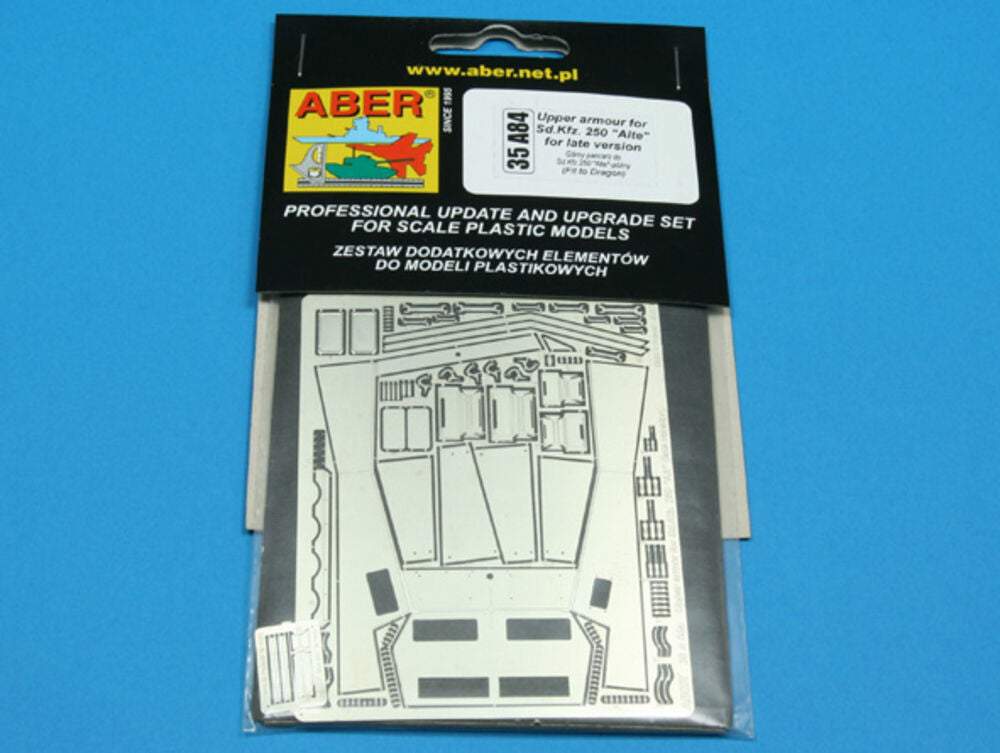 www.aber.net.pl
ABER®
SINCE 1995
35 A84
Upper armour for
Sd.Kfz. 250 "Alte"
for late version
Górny pancerz do
Sd.Kfz.250 "Alte"-późny
(Fit to Dragon)
PROFESSIONAL UPDATE AND UPGRADE SET
FOR SCALE PLASTIC MODELS
ZESTAW DODATKOWYCH ELEMENTÓW
DO MODELI PLASTIKOWYCH